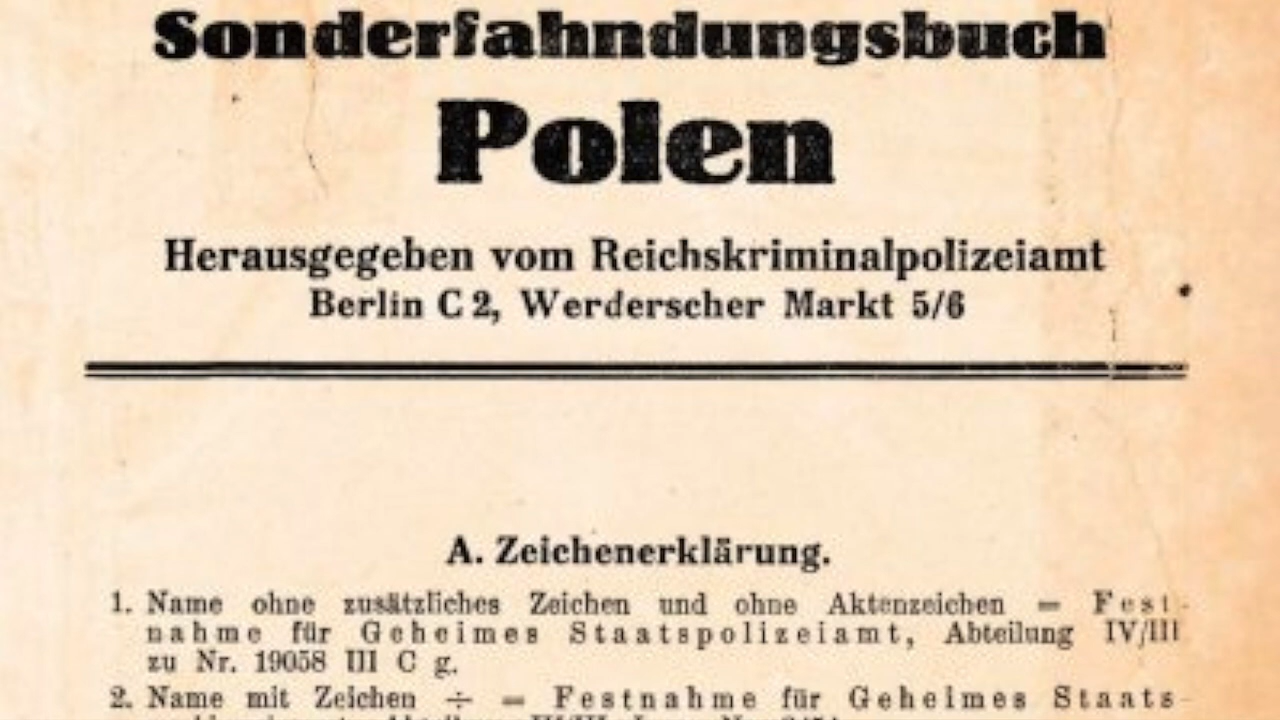 Sonderfahndungsbuch
Polen
Herausgegeben vom Reichskriminalpolizeiamt
Berlin C 2, Werderscher Markt 5/6
A. Zeichenerklärung.
1. Name ohne zusätzliches Zeichen und ohne Aktenzeichen = Fest-
nahme für Geheimes Staatspolizeiamt, Abteilung IV/III
zu Nr. 19058 III C g.
2. Name mit Zeichen ÷ = Festnahme für Geheimes Staats-